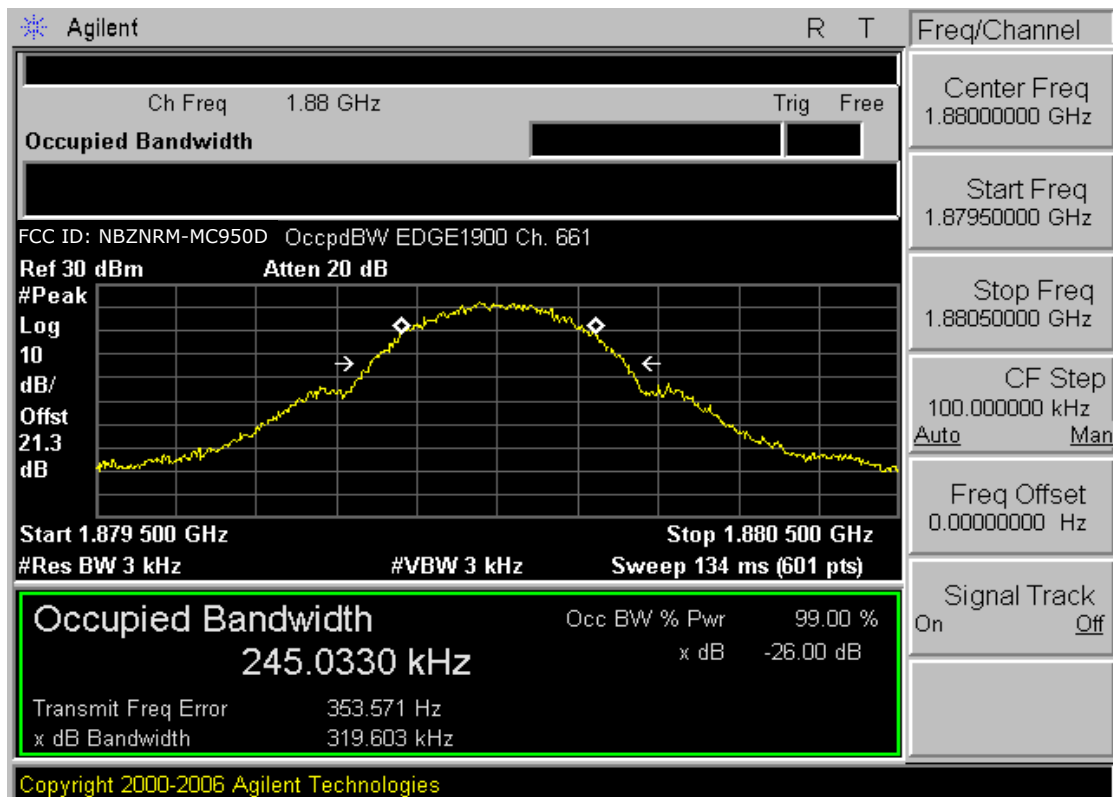 Agilent R T Freq/Channel
Ch Freq 1.88 GHz Trig Free
Occupied Bandwidth
Center Freq
1.88000000 GHz
Start Freq
1.87950000 GHz
FCC ID: NBZNRM-MC950D OccpdBW EDGE1900 Ch. 661
Ref 30 dBm Atten 20 dB
#Peak
Log
10
dB/
Offst
21.3
dB
Stop Freq
1.88050000 GHz
CF Step
100.000000 kHz
Auto Man
Freq Offset
0.00000000 Hz
Start 1.879 500 GHz Stop 1.880 500 GHz
#Res BW 3 kHz #VBW 3 kHz Sweep 134 ms (601 pts)
Signal Track
On Off
Occupied Bandwidth Occ BW % Pwr 99.00 %
245.0330 kHz x dB -26.00 dB
Transmit Freq Error 353.571 Hz
x dB Bandwidth 319.603 kHz
Copyright 2000-2006 Agilent Technologies